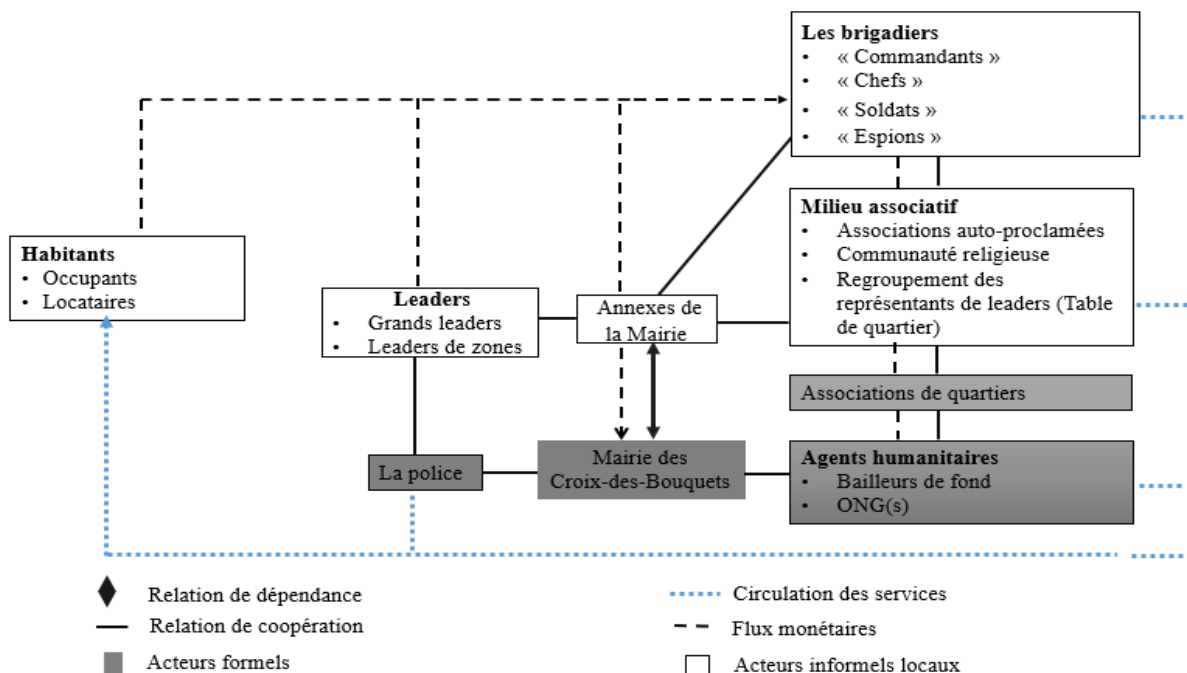 Les brigadiers
• « Commandants »
• « Chefs »
• « Soldats »
• « Espions »
Milieu associatif
• Associations auto-proclamées
• Communauté religieuse
• Regroupement des
représentants de leaders (Table
de quartier)
Habitants
• Occupants
• Locataires
Leaders
• Grands leaders
• Leaders de zones
Annexes de
la Mairie
Associations de quartiers
La police
Mairie des
Croix-des-Bouquets
Agents humanitaires
• Bailleurs de fond
• ONG(s)
Relation de dépendance
Relation de coopération
Acteurs formels
Circulation des services
Flux monétaires
Acteurs informels locaux